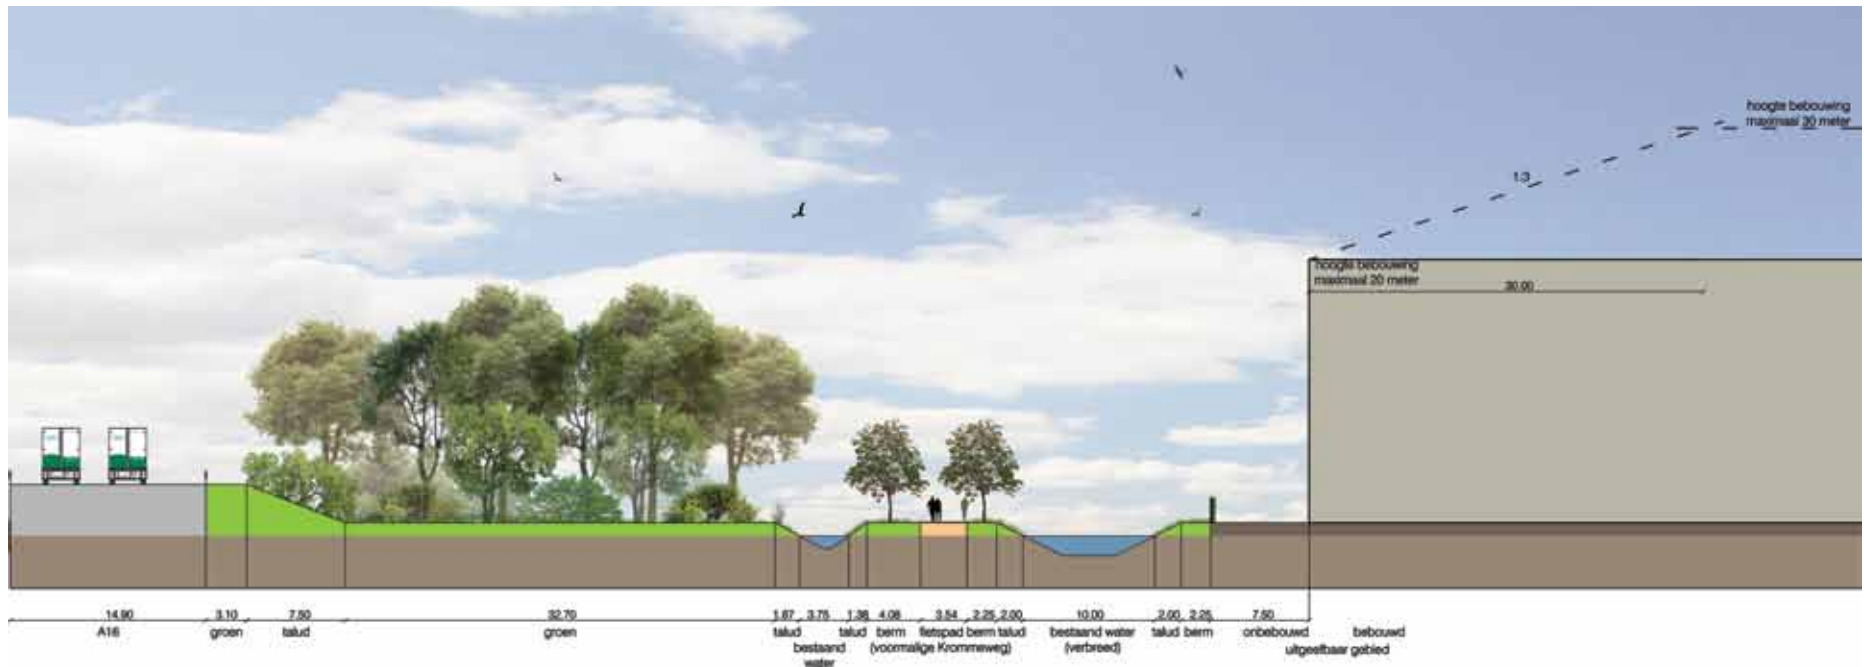 hoogte bebouwing
maximaal 30 meter
1:3
hoogte bebouwing
maximaal 20 meter
30.00
14.90 3.10 7.50 32.70 1.87 3.75 1.38 4.08 3.54 2.25 2.00 10.00 2.00 2.25 7.50
A16 groen talud groen talud talud berm fietspad berm talud bestaand water talud berm onbebouwd bebouwd
bestaand (voormalige Krommeweg) (verbreed) uitgeefbaar gebied
water